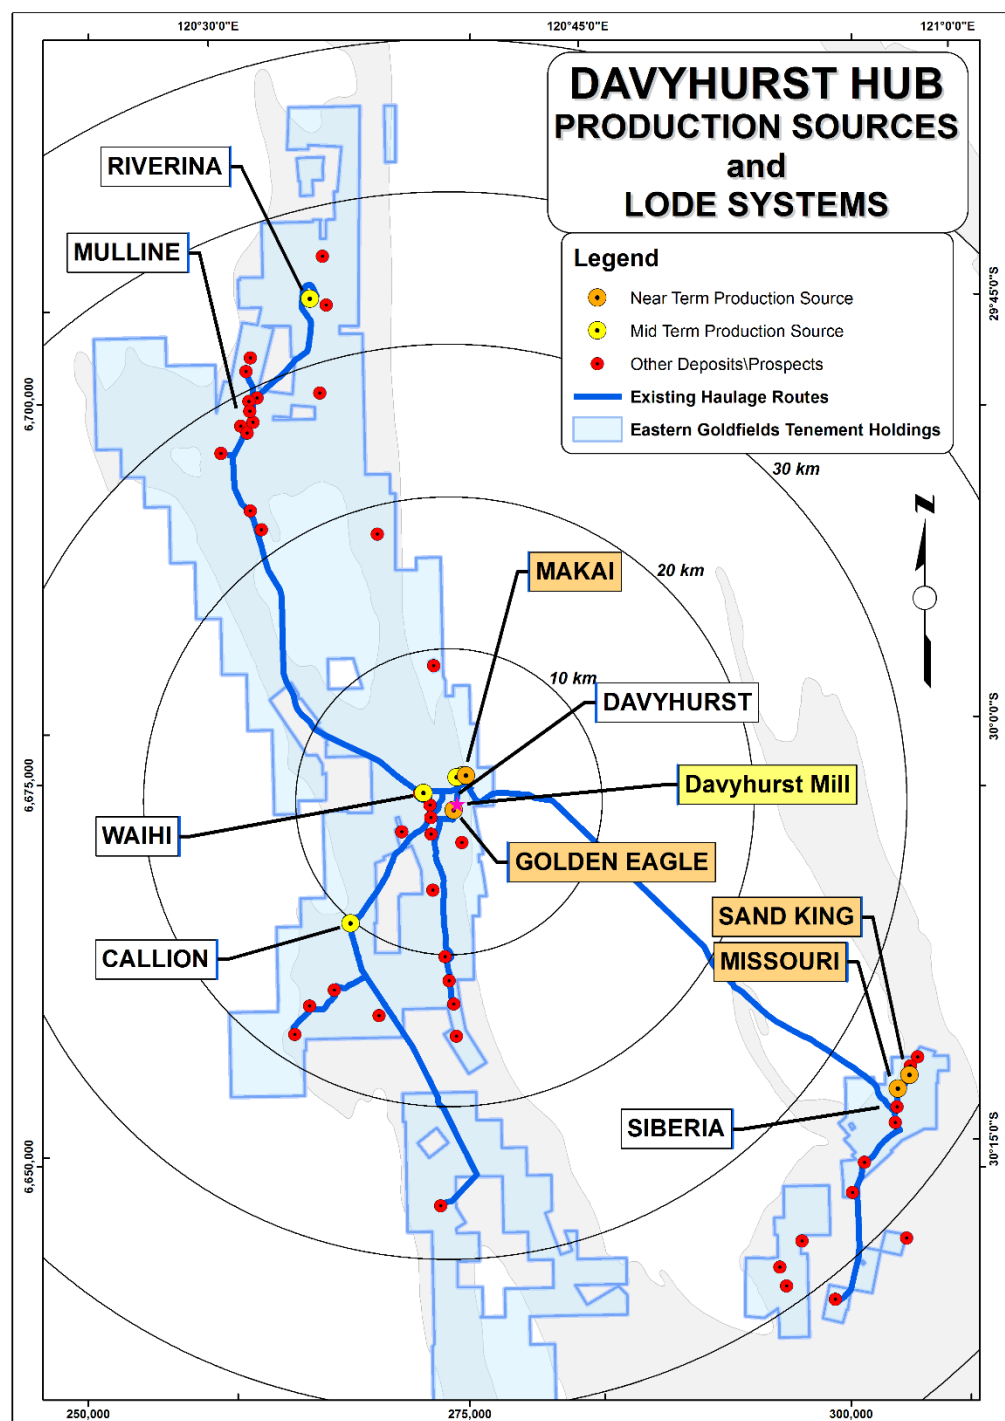 120°30'0"E
120°45'0"E
121°0'0"E
DAVYHURST HUB
PRODUCTION SOURCES
and
LODE SYSTEMS
RIVERINA
MULLINE
Legend
Near Term Production Source
Mid Term Production Source
Other Deposits\Prospects
Existing Haulage Routes
Eastern Goldfields Tenement Holdings
29°45'0"S
6,700,000
30 km
Z
20 km
MAKAI
10 km
DAVYHURST
30°0'0"S
6,675,000
Davyhurst Mill
WAIHI
GOLDEN EAGLE
SAND KING
CALLION
MISSOURI
SIBERIA
30°15'0"S
6,650,000
250,000
275,000
300,000